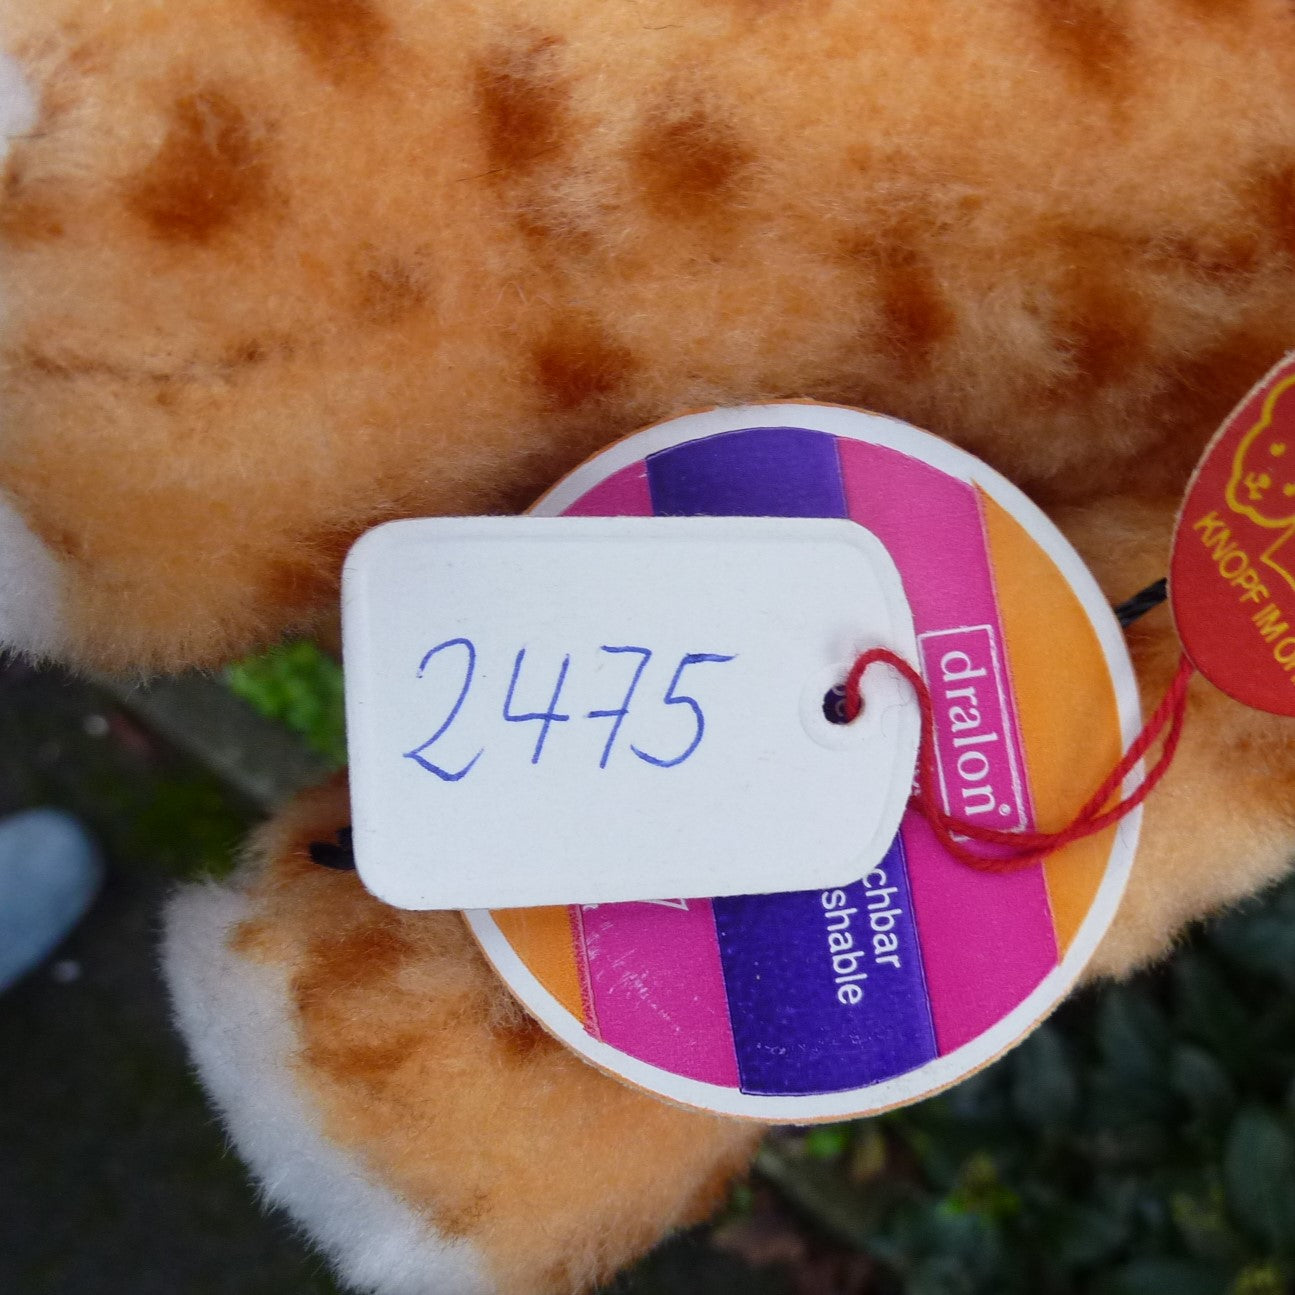 2475
dralon®
chbar
shable
KNOPF IM